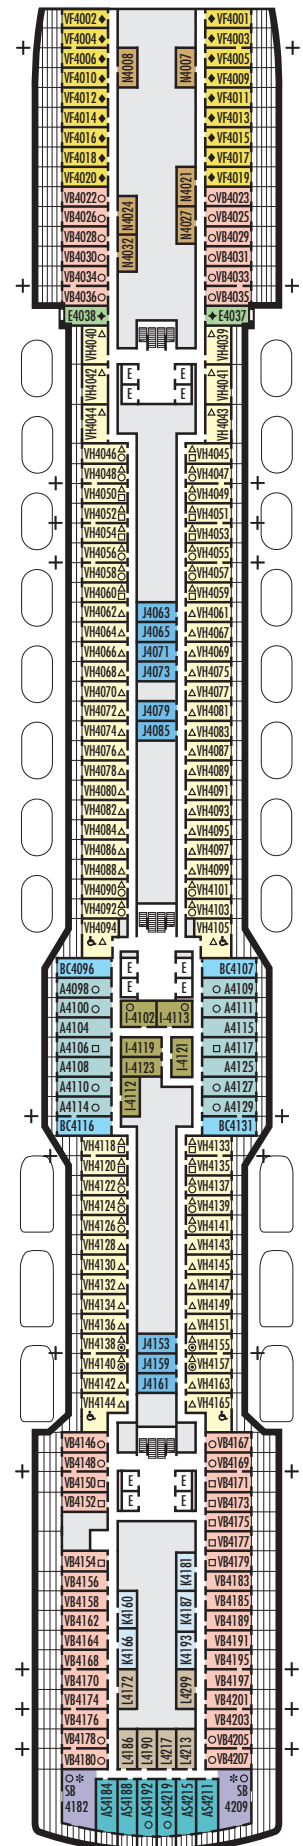 VF4002 VF4001
VF4004 VF4003
VF4006 N4008 N4007 VF4005
VF4010 VF4009
VF4012 VF4011
VF4014 VF4013
VF4016 VF4015
VF4018 VF4017
VF4020 N4021 VF4019
VB4022 N4024 VB4023
VB4026 N4027 VB4025
VB4028 N4032 VB4029
VB4030 VB4031
VB4034 VB4033
VB4036 VB4035
E4038 E4037
VH4040 VH4039
VH4042 E E VH4041
E E
VH4044 VH4043
VH4046 VH4045
VH4048 VH4047
VH4050 VH4049
VH4052 VH4051
VH4054 VH4053
VH4056 VH4055
VH4058 VH4057
VH4060 VH4059
VH4062 J4063 VH4061
VH4064 J4065 VH4067
VH4066 J4071 VH4069
VH4068 J4073 VH4075
VH4070 VH4077
VH4072 J4079 VH4081
VH4074 J4085 VH4083
VH4076 VH4087
VH4078 VH4089
VH4080 VH4091
VH4082 VH4093
VH4084 VH4095
VH4086 VH4097
VH4088 VH4099
VH4090 VH4101
VH4092 VH4103
VH4094 VH4105
BC4096 E E BC4107
A4098 E E A4109
A4100 I-4102 I-4113 A4111
A4104 A4115
A4106 I-4119 I-4121 A4117
A4108 I-4123 A4125
A4110 I-4112 A4127
A4114 A4129
BC4116 BC4131
VH4118 VH4133
VH4120 VH4135
VH4122 VH4137
VH4124 VH4139
VH4126 VH4141
VH4128 VH4143
VH4130 VH4145
VH4132 VH4147
VH4134 VH4149
VH4136 VH4151
VH4138 J4153 VH4155
VH4140 J4159 VH4157
VH4142 J4161 VH4163
VH4144 VH4165
VB4146 VB4167
VB4148 E E VB4169
VB4150 E E VB4171
VB4152 VB4173
VB4175
VB4177
VB4154 K4181 VB4179
VB4156 VB4183
VB4158 K4160 K4187 VB4185
VB4162 VB4189
VB4164 K4166 K4193 VB4191
VB4168 VB4195
VB4170 L4172 L4299 VB4197
VB4174 VB4201
VB4176 VB4203
VB4178 L4186 L4190 L4217 L4213 VB4205
VB4180 VB4207
SB 4182 AS4184 AS4188 AS4192 AS4219 AS4215 AS4211 SB 4209